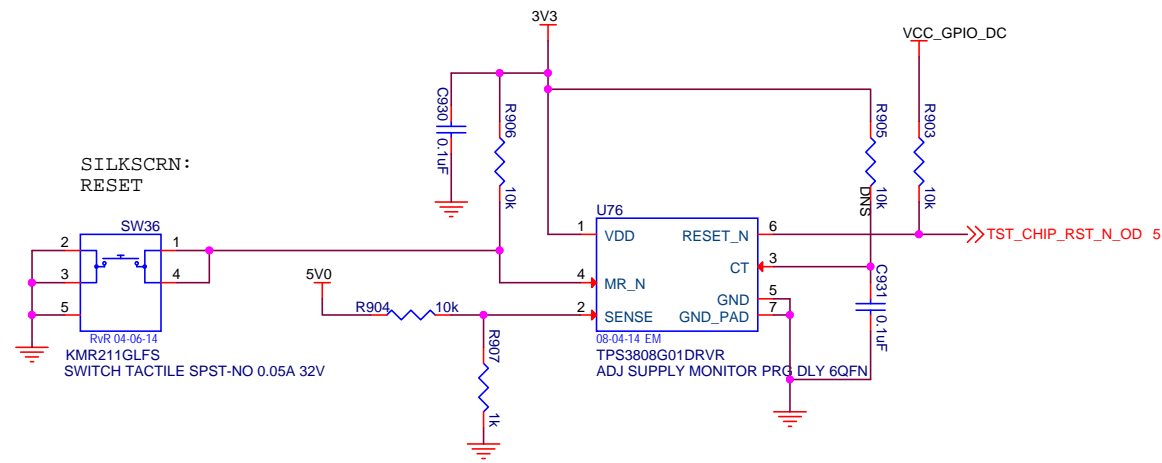 3V3
VCC_GPIO_DC
C930
0.1uF
R906
10k
R905
10k
DNS
R903
10k
SILKSCRN:
RESET
SW36
2
1
3
4
5
RvR 04-06-14
KMR211GLFS
SWITCH TACTILE SPST-NO 0.05A 32V
5V0
R904
10k
R907
1k
U76
1
VDD
RESET_N
6
TST_CHIP_RST_N_OD 5
CT
3
4
MR_N
GND
5
2
SENSE
GND_PAD
7
C931
0.1uF
08-04-14 EM
TPS3808G01DRVR
ADJ SUPPLY MONITOR PRG DLY 6QFN